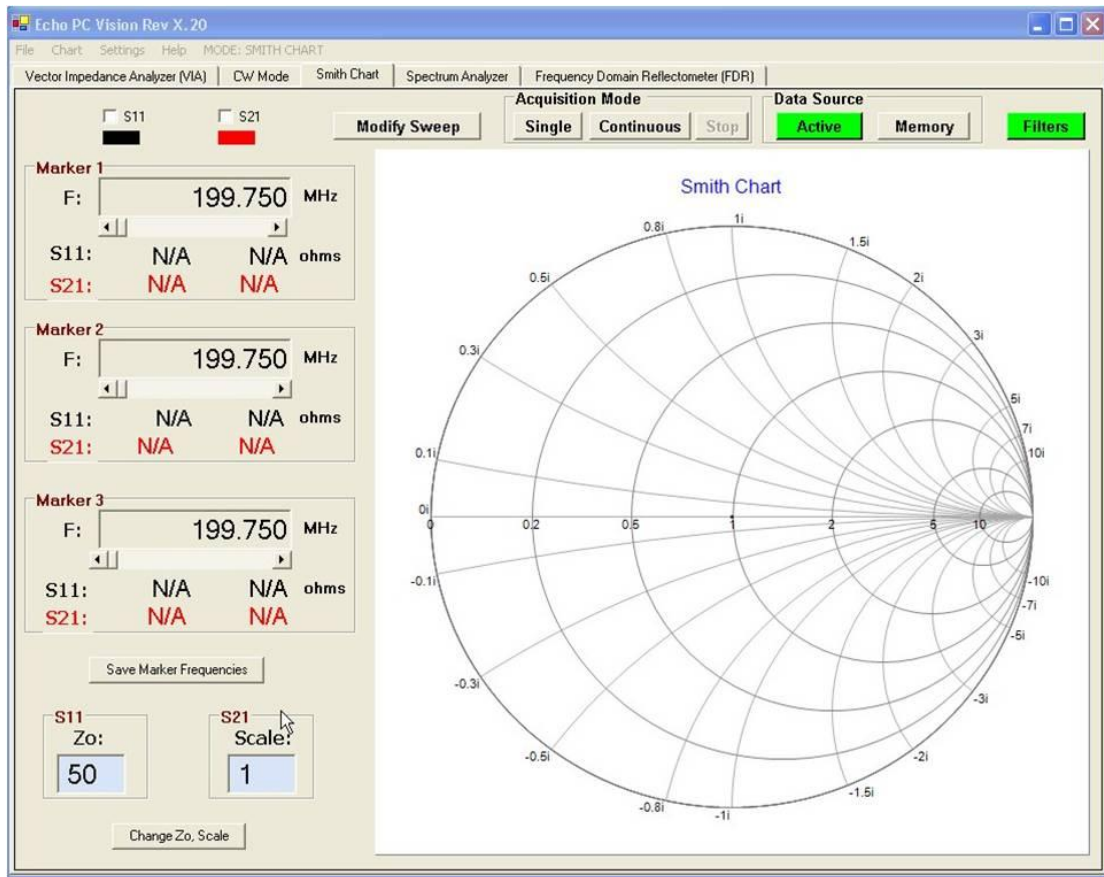 Echo PC Vision Rev X.20
File Chart Settings Help MODE: SMITH CHART
Vector Impedance Analyzer (VIA) CW Mode Smith Chart Spectrum Analyzer Frequency Domain Reflectometer (FDR)
Acquisition Mode Data Source
S11 S21
Modify Sweep Single Continuous Stop Active Memory Filters
Marker 1
F: 199.750 MHz
S11: N/A N/A ohms
S21: N/A N/A
Marker 2
F: 199.750 MHz
S11: N/A N/A ohms
S21: N/A N/A
Marker 3
F: 199.750 MHz
S11: N/A N/A ohms
S21: N/A N/A
Save Marker Frequencies
S11 S21
Zo: Scale:
50 1
Change Zo, Scale
Smith Chart
1i
0.8i 1.5i
0.5i 2i
0.3i 3i
5i
7i
0.1i 10i
0i
0 0.2 0.5 1 2 5 10
-0.1i -10i
-7i
-5i
-0.3i -3i
-0.5i -2i
-0.8i -1.5i
-1i